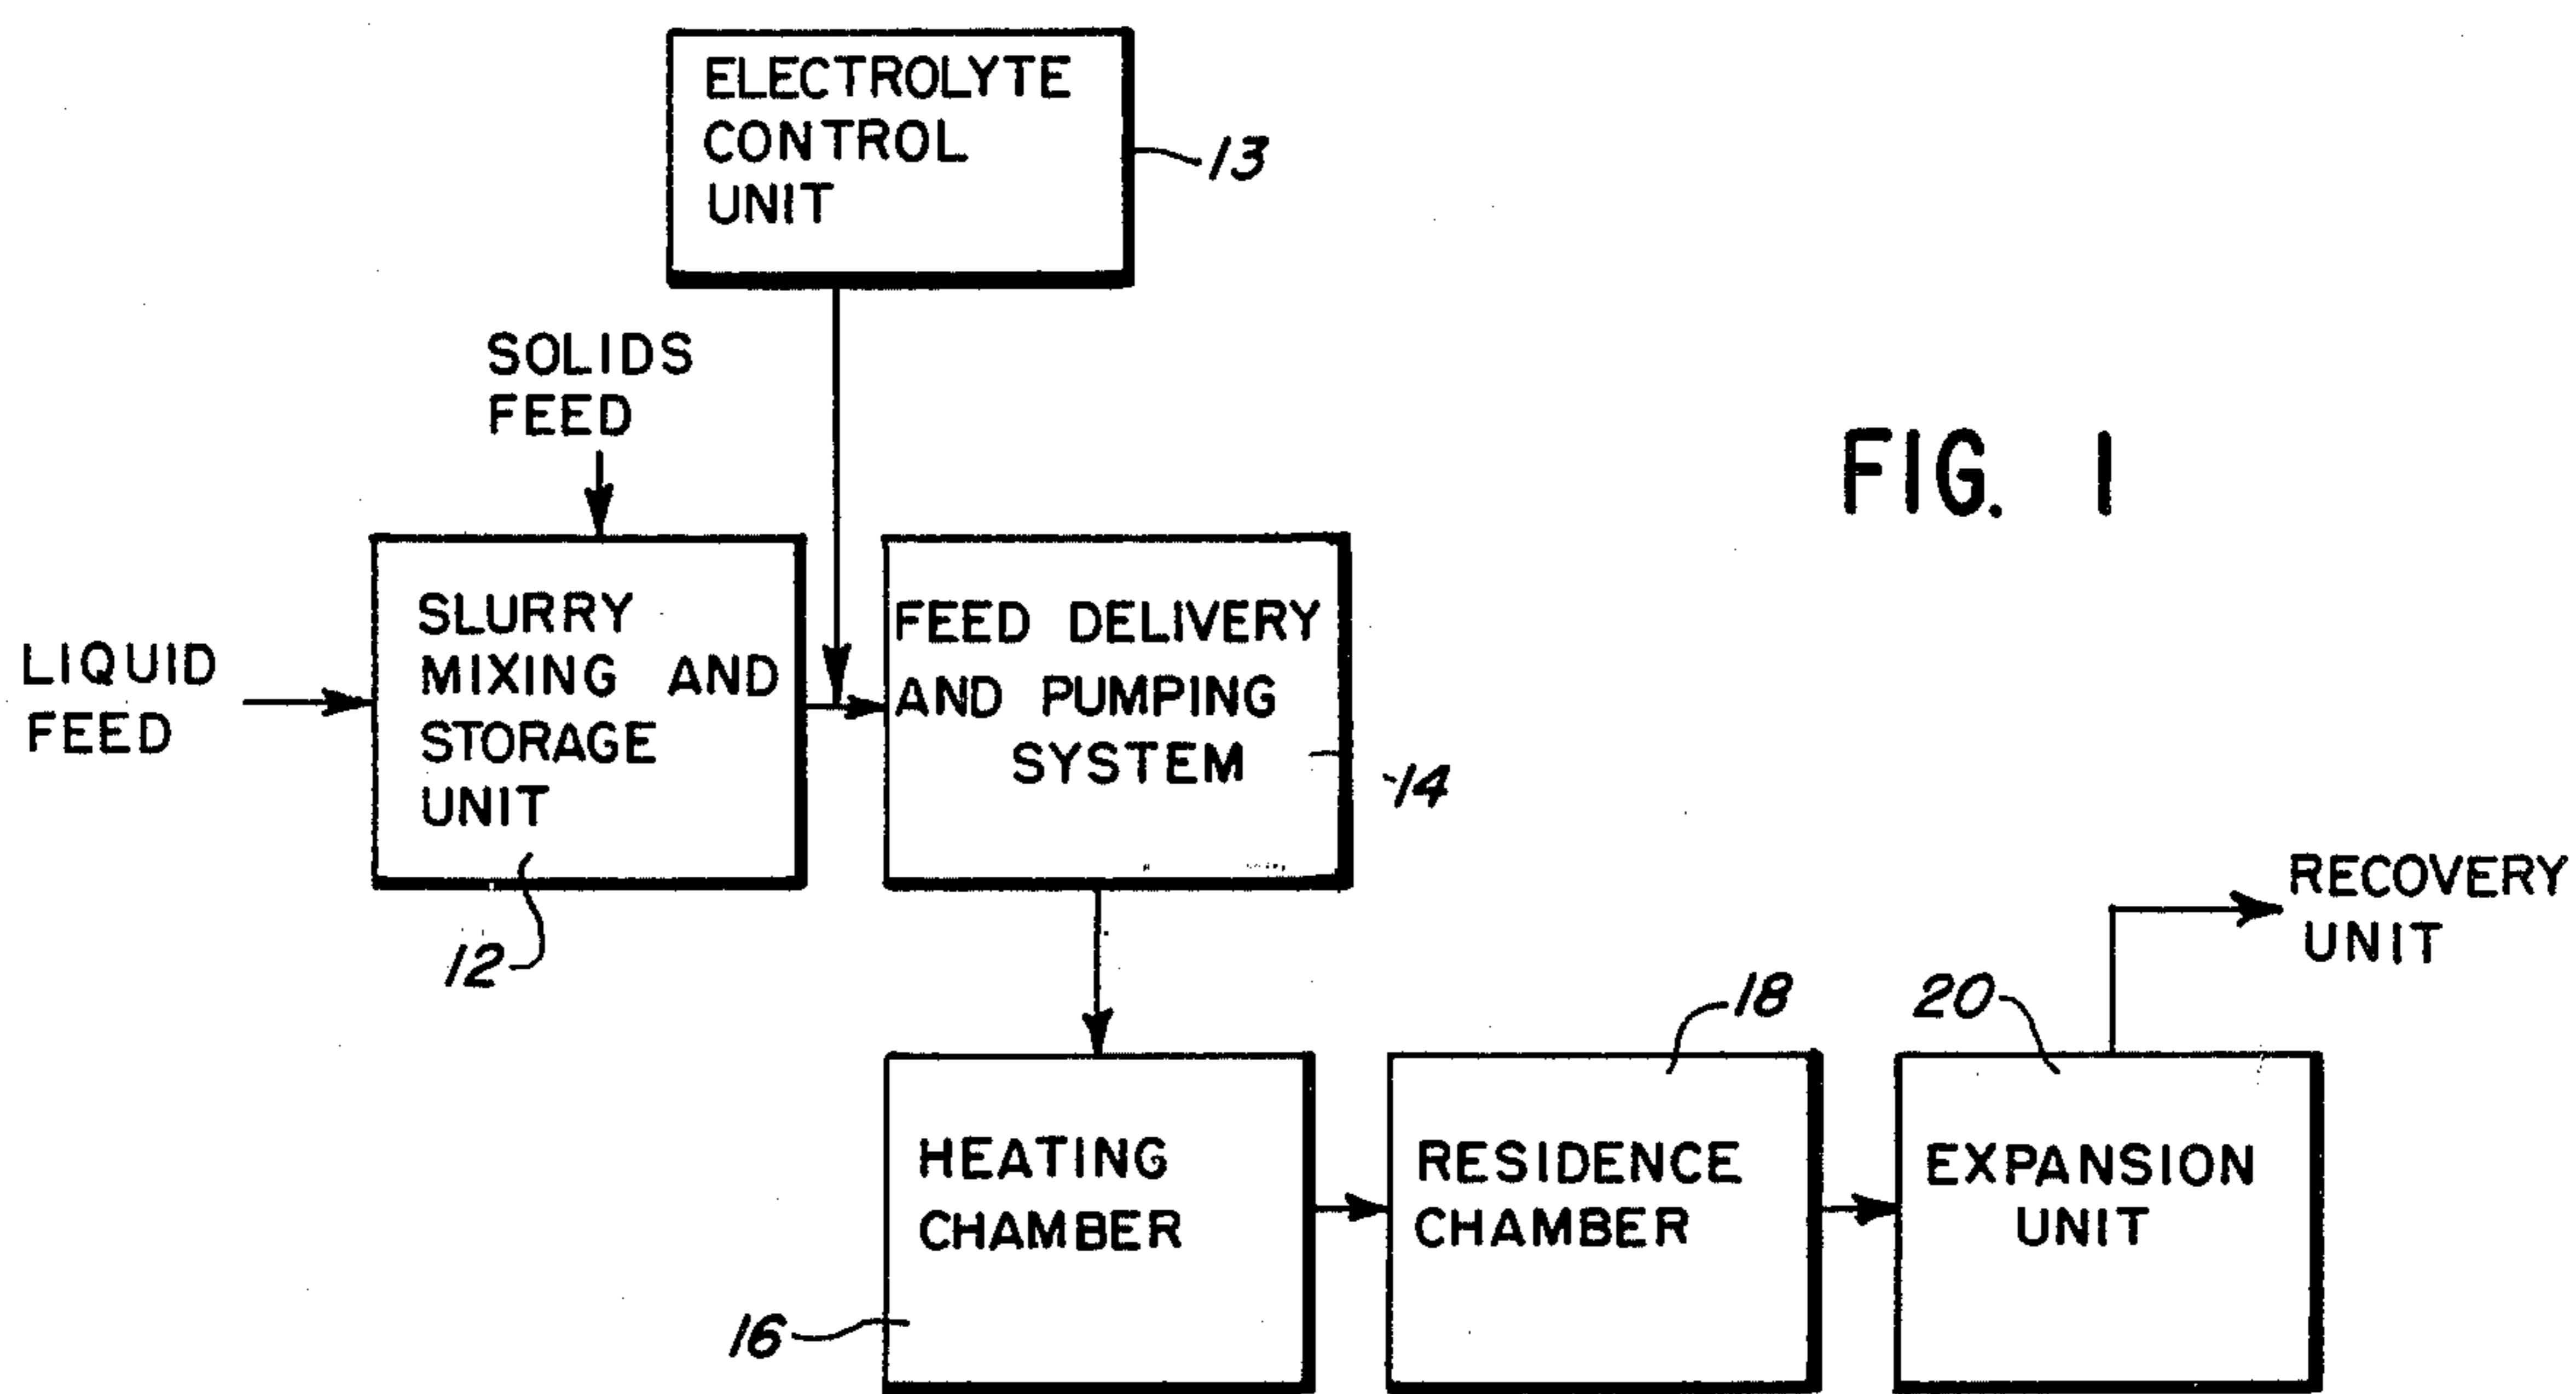 ELECTROLYTE
CONTROL
UNIT
13
SOLIDS
FEED
FIG. 1
LIQUID
FEED
SLURRY
MIXING AND
STORAGE
UNIT
12
FEED DELIVERY
AND PUMPING
SYSTEM
14
RECOVERY
UNIT
HEATING
CHAMBER
16
RESIDENCE
CHAMBER
18
EXPANSION
UNIT
20